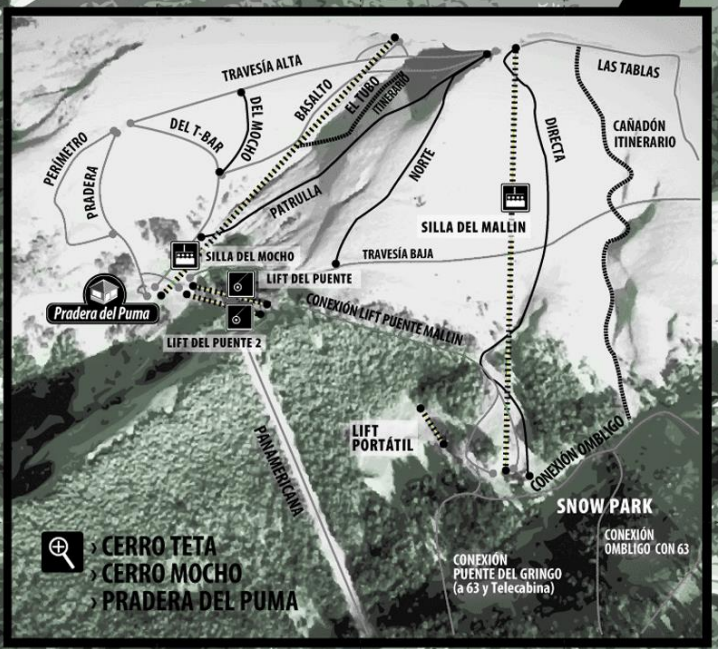 TRAVESÍA ALTA
BASALTO
EL TUBO
ITINERARIO
LAS TABLAS
DEL MOCHO
DEL T-BAR
PERÍMETRO
PRADERA
CAÑADÓN
ITINERARIO
DIRECTA
NORTE
PATRULLA
SILLA DEL MALLIN
SILLA DEL MOCHO
TRAVESÍA BAJA
LIFT DEL PUENTE
Pradera del Puma
CONEXIÓN LIFT PUENTE MALLIN
LIFT DEL PUENTE 2
PANAMERICANA
LIFT
PORTÁTIL
CONEXIÓN OMBLIGO
SNOW PARK
CONEXIÓN
OMBLIGO CON 63
CONEXIÓN
PUENTE DEL GRINGO
(a 63 y Telecabina)
› CERRO TETA
› CERRO MOCHO
› PRADERA DEL PUMA